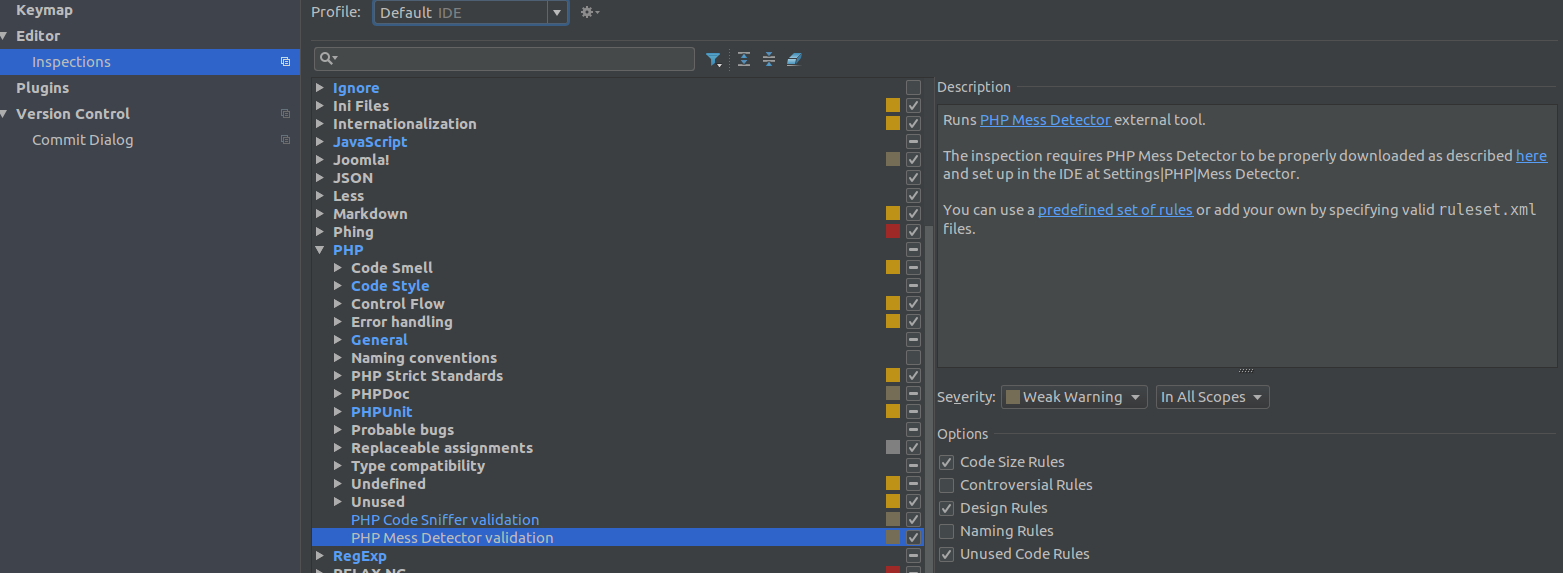 Keymap
Editor
Inspections
Plugins
Version Control
Commit Dialog
Profile: Default IDE
Ignore
Ini Files
Internationalization
JavaScript
Joomla!
JSON
Less
Markdown
Phing
PHP
Code Smell
Code Style
Control Flow
Error handling
General
Naming conventions
PHP Strict Standards
PHPDoc
PHPUnit
Probable bugs
Replaceable assignments
Type compatibility
Undefined
Unused
PHP Code Sniffer validation
PHP Mess Detector validation
RegExp
RELAX NG
Description
Runs PHP Mess Detector external tool.
The inspection requires PHP Mess Detector to be properly downloaded as described here
and set up in the IDE at Settings|PHP|Mess Detector.
You can use a predefined set of rules or add your own by specifying valid ruleset.xml
files.
Severity: Weak Warning In All Scopes
Options
Code Size Rules
Controversial Rules
Design Rules
Naming Rules
Unused Code Rules